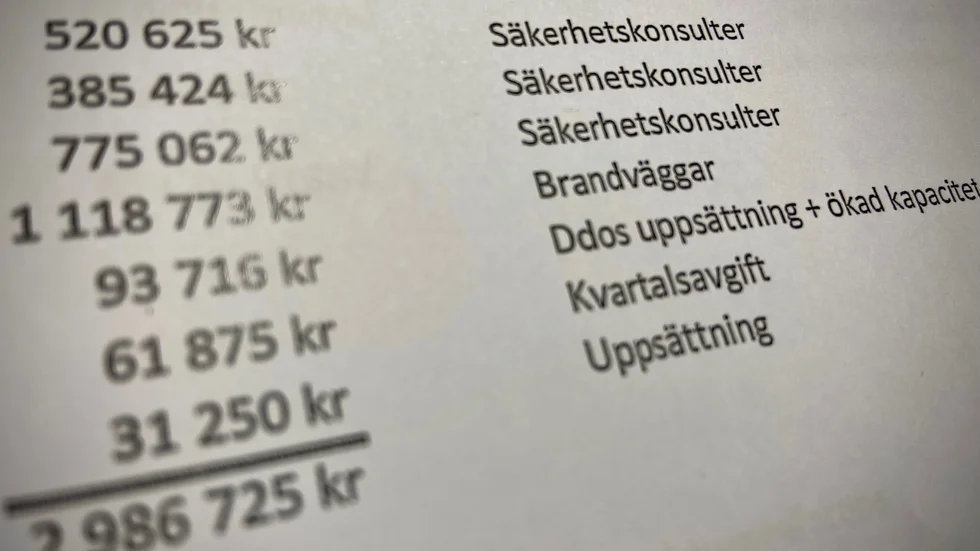 520 625 kr Säkerhetskonsulter
385 424 kr Säkerhetskonsulter
775 062 kr Säkerhetskonsulter
1 118 773 kr Brandväggar
93 716 kr Ddos uppsättning + ökad kapacitet
61 875 kr Kvartalsavgift
31 250 kr Uppsättning
2 986 725 kr